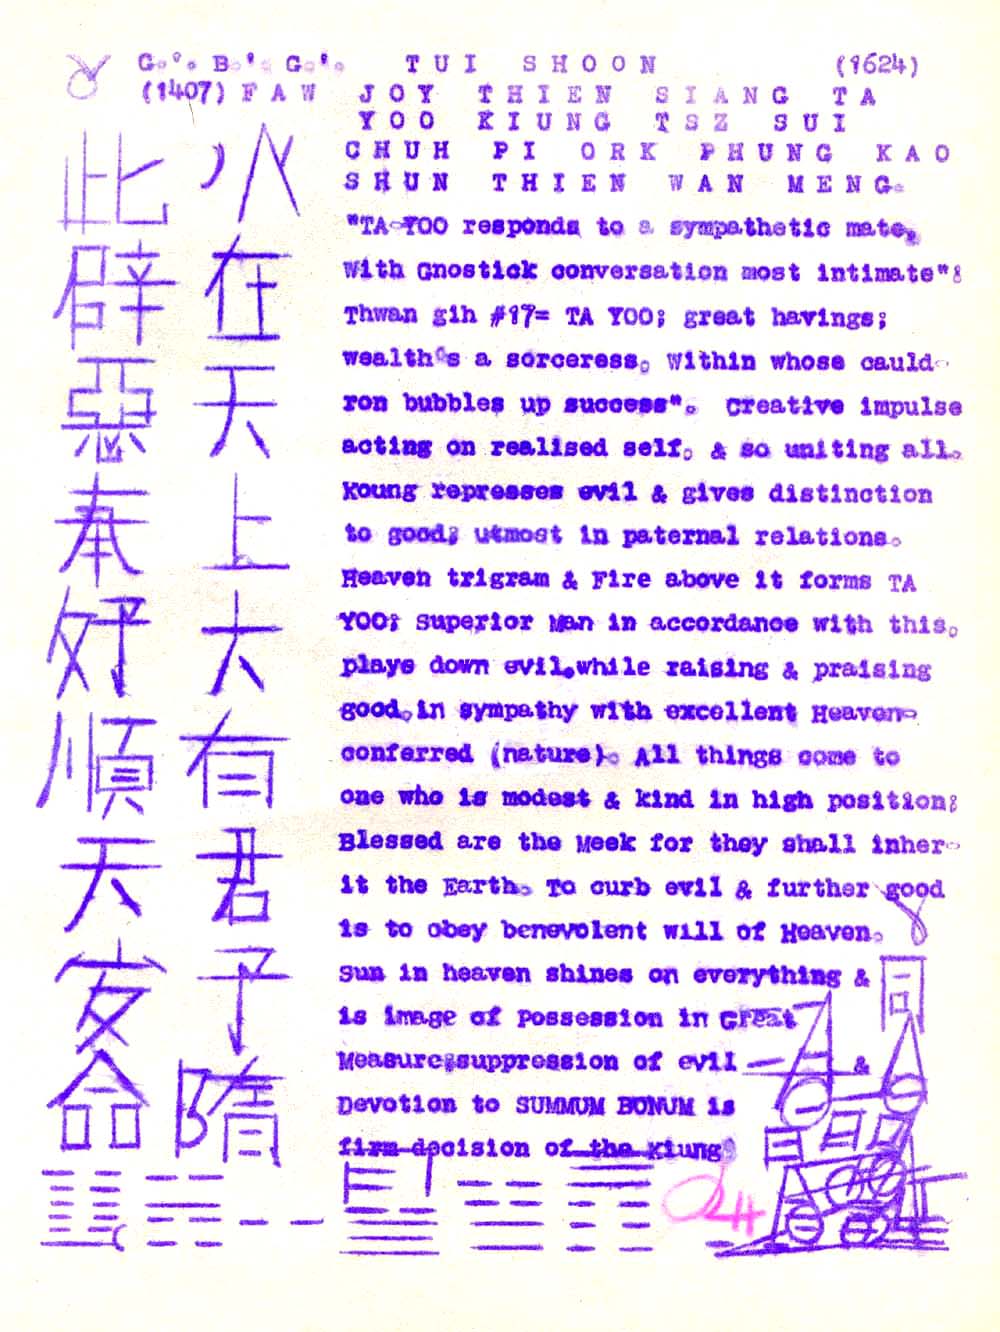 G.'. B.'. G.'. TUI SHOON (1624)
(1407) FAW JOY THIEN SIANG TA
YOO KIUNG TSZ SUI
CHUH PI ORK PHUNG KAO
SHUN THIEN WAN MENG.
"TA-YOO responds to a sympathetic mate,
With Gnostick conversation most intimate";
Thwan gih #17= TA YOO; great havings;
wealth's a sorceress. Within whose cauld-
ron bubbles up success". Creative impulse
acting on realised self. & so uniting all.
Koung represses evil & gives distinction
to good; utmost in paternal relations.
Heaven trigram & Fire above it forms TA
YOO; Superior Man in accordance with this.
plays down evil.while raising & praising
good.in sympathy with excellent Heaven-
conferred (nature). All things come to
one who is modest & kind in high position;
Blessed are the Meek for they shall inher-
it the Earth. To curb evil & further good
is to obey benevolent will of Heaven.
Sun in heaven shines on everything &
is image of Possession in Great
Measure;suppression of evil &
Devotion to SUMMUM BONUM is
firm decision of the Kiung
火
在
天
上
大
有
君
子
此
辟
惡
奉
好
順
天
命